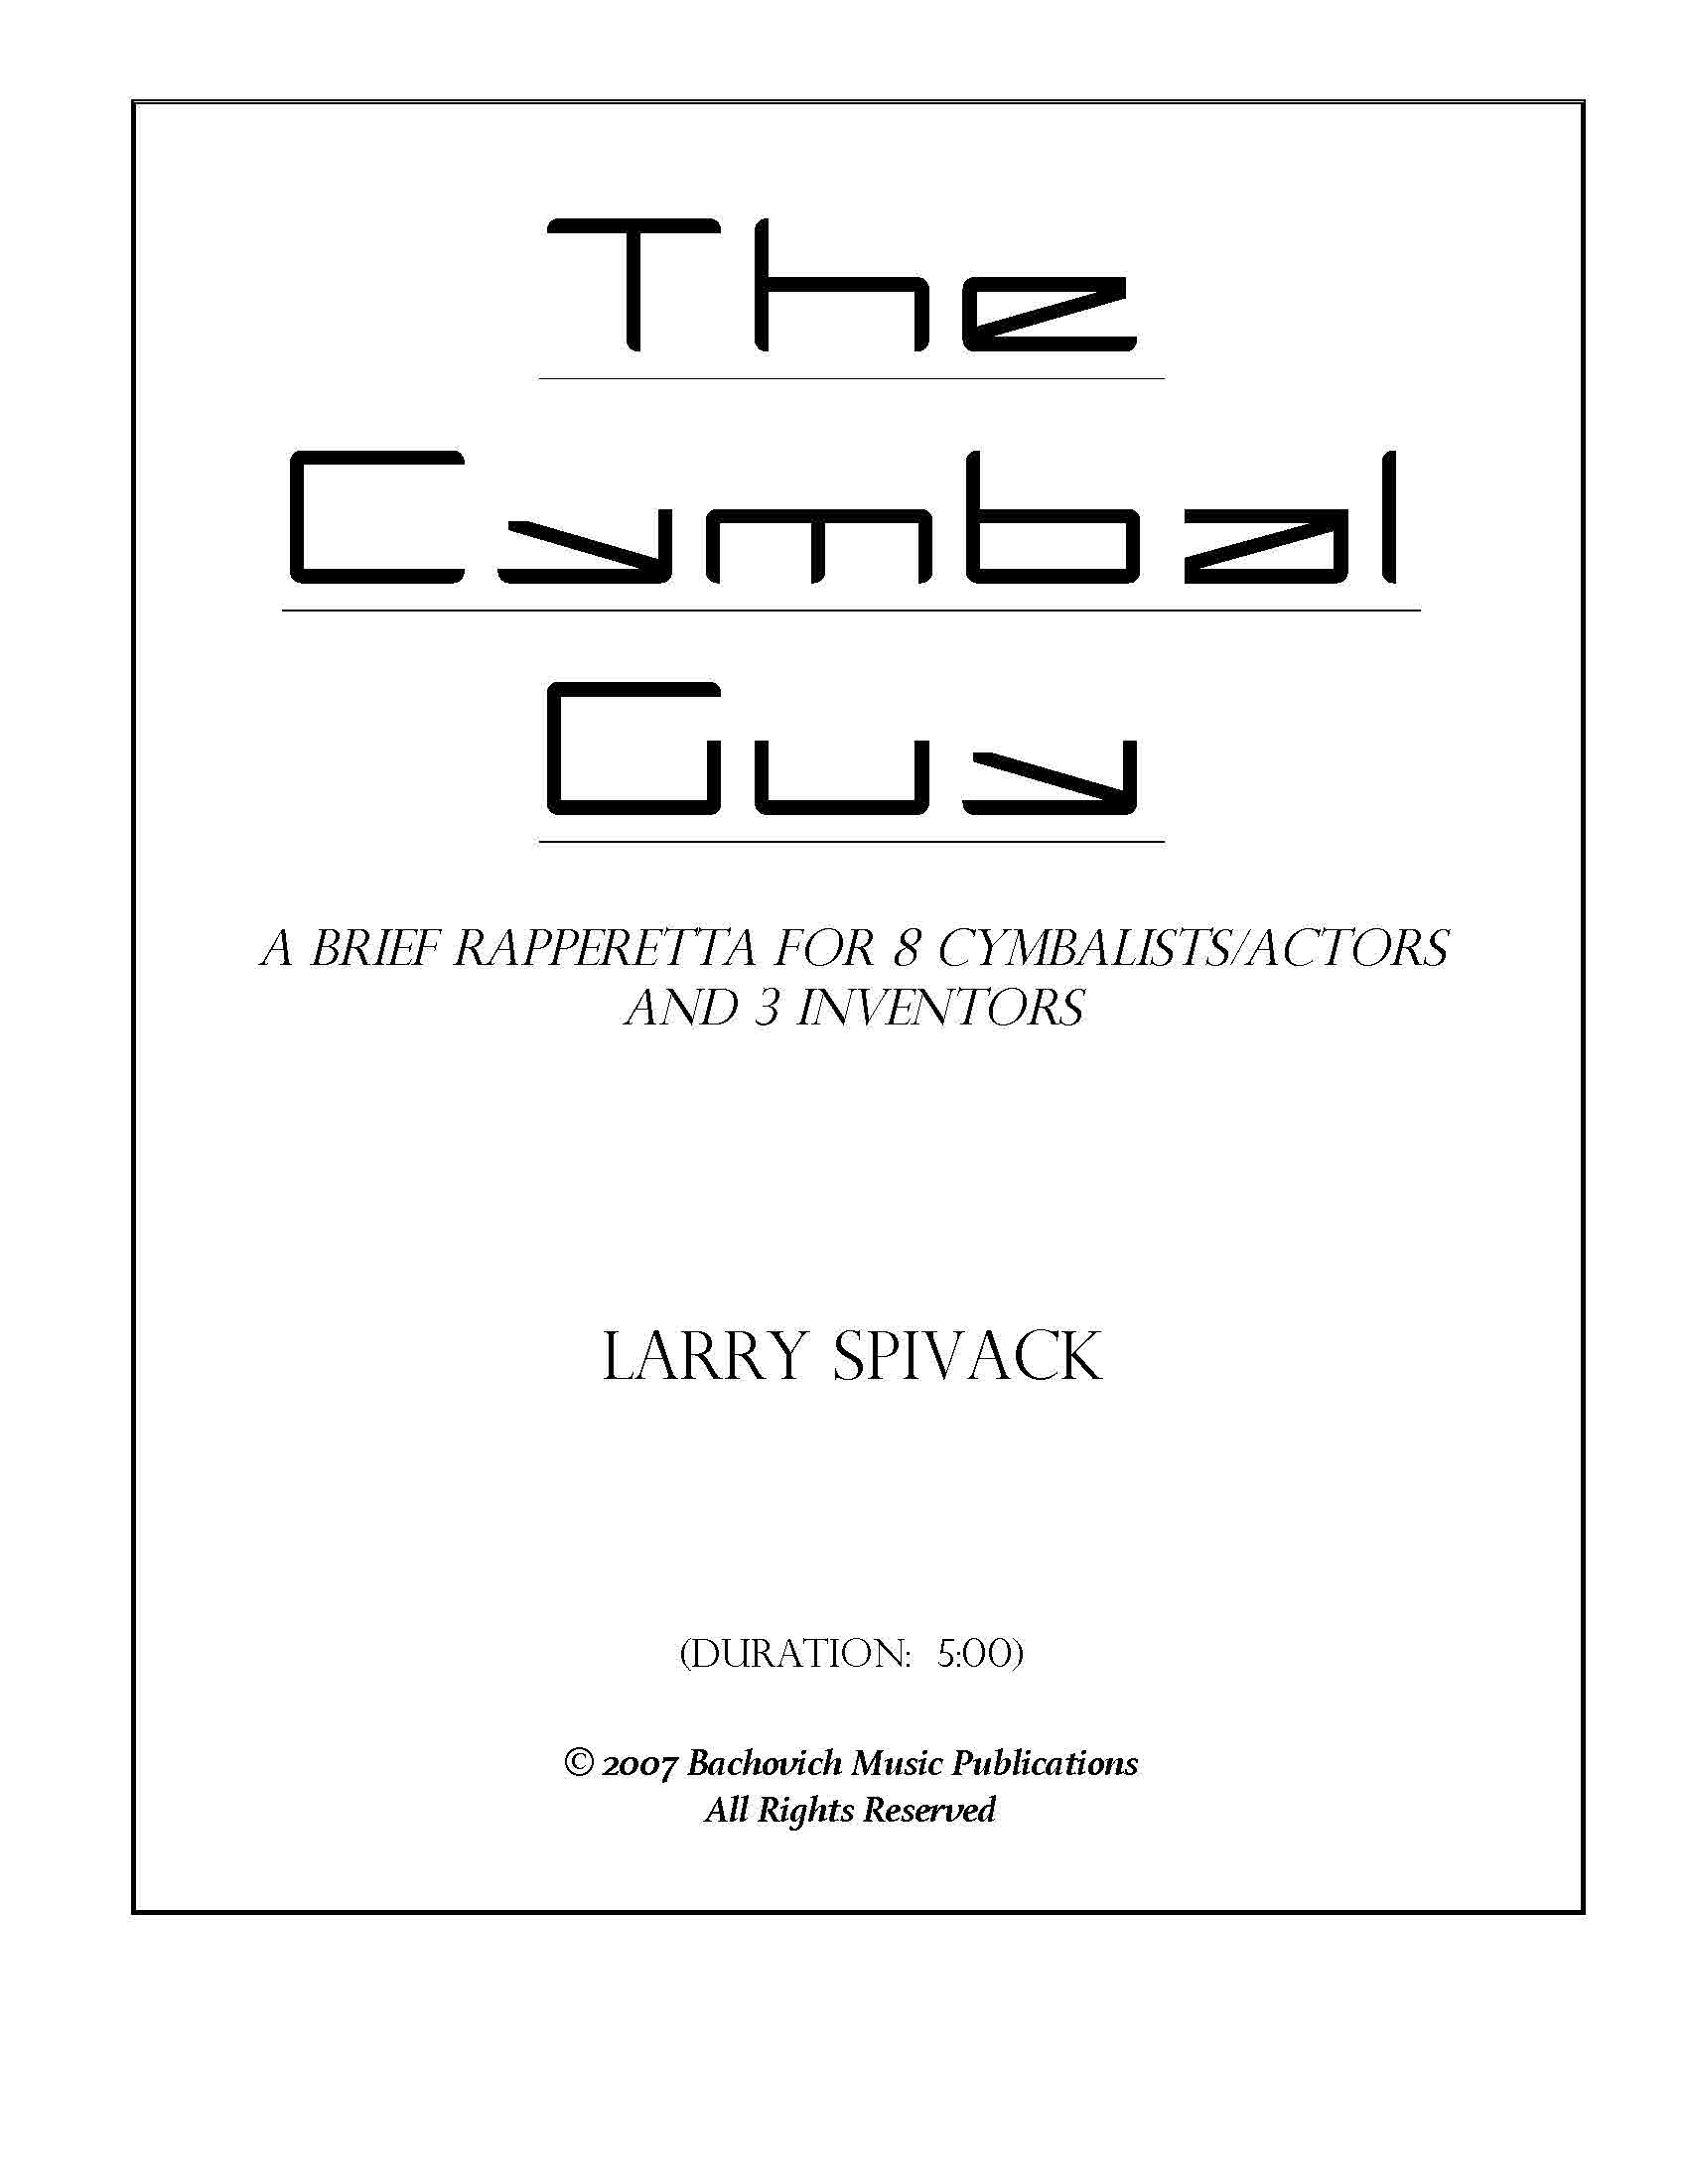 The
Cymbal
Guy
A BRIEF RAPPERETTA FOR 8 CYMBALISTS/ACTORS
AND 3 INVENTORS
LARRY SPIVACK
(DURATION: 5:00)
© 2007 Bachovich Music Publications
All Rights Reserved